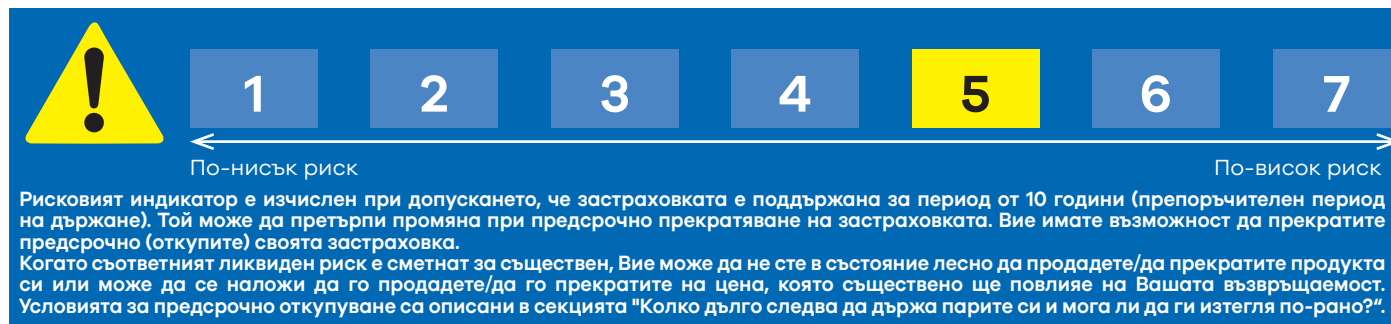 1 2 3 4 5 6 7
По-нисък риск По-висок риск
Рисковият индикатор е изчислен при допускането, че застраховката е поддържана за период от 10 години (препоръчителен период
на държане). Той може да претърпи промяна при предсрочно прекратяване на застраховката. Вие имате възможност да прекратите
предсрочно (откупите) своята застраховка.
Когато съответният ликвиден риск е сметнат за съществен, Вие може да не сте в състояние лесно да продадете/да прекратите продукта
си или може да се наложи да го продадете/да го прекратите на цена, която съществено ще повлияе на Вашата възвръщаемост.
Условията за предсрочно откупуване са описани в секцията "Колко дълго следва да държа парите си и мога ли да ги изтегля по-рано?“.